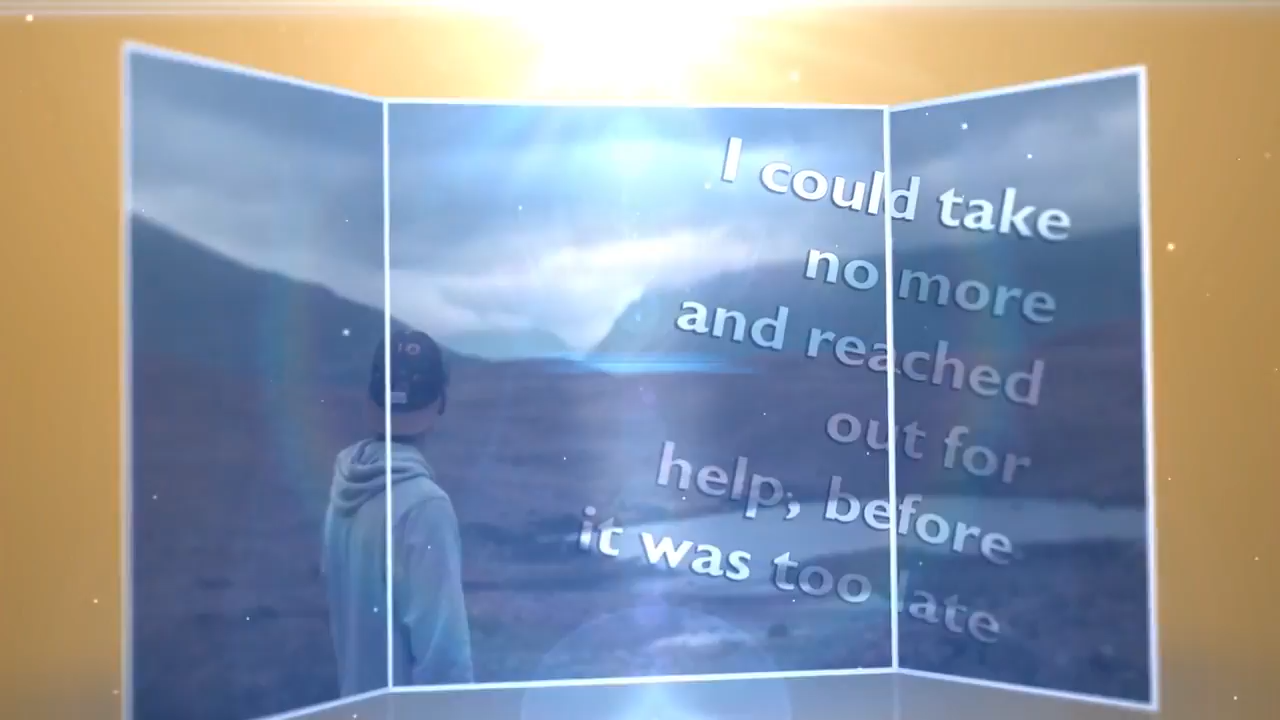 I could take
no more
and reached
out for
help; before
it was too late